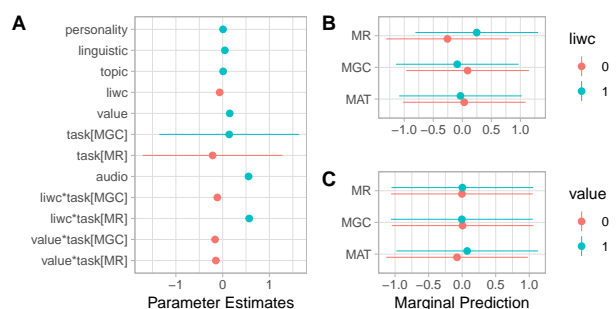 A
personality
linguistic
topic
liwc
value
task[MGC]
task[MR]
audio
liwc*task[MGC]
liwc*task[MR]
value*task[MGC]
value*task[MR]
−1 0 1
Parameter Estimates
B
MR
MGC
MAT
−1.0 −0.5 0.0 0.5 1.0
liwc
0
1
C
MR
MGC
MAT
−1.0 −0.5 0.0 0.5 1.0
Marginal Prediction
value
0
1